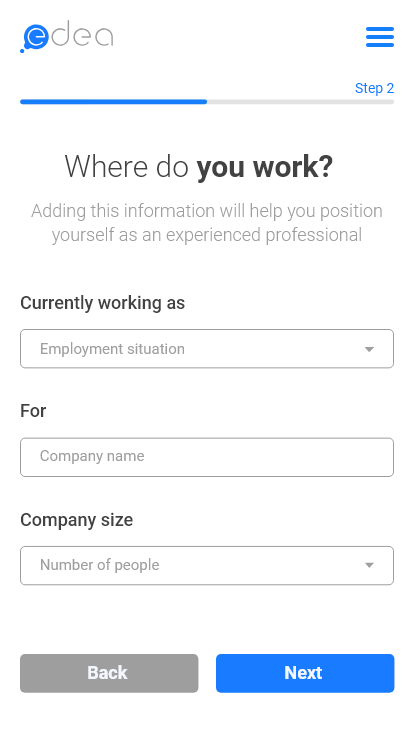 edea
Step 2
Where do you work?
Adding this information will help you position
yourself as an experienced professional
Currently working as
Employment situation
For
Company name
Company size
Number of people
Back Next